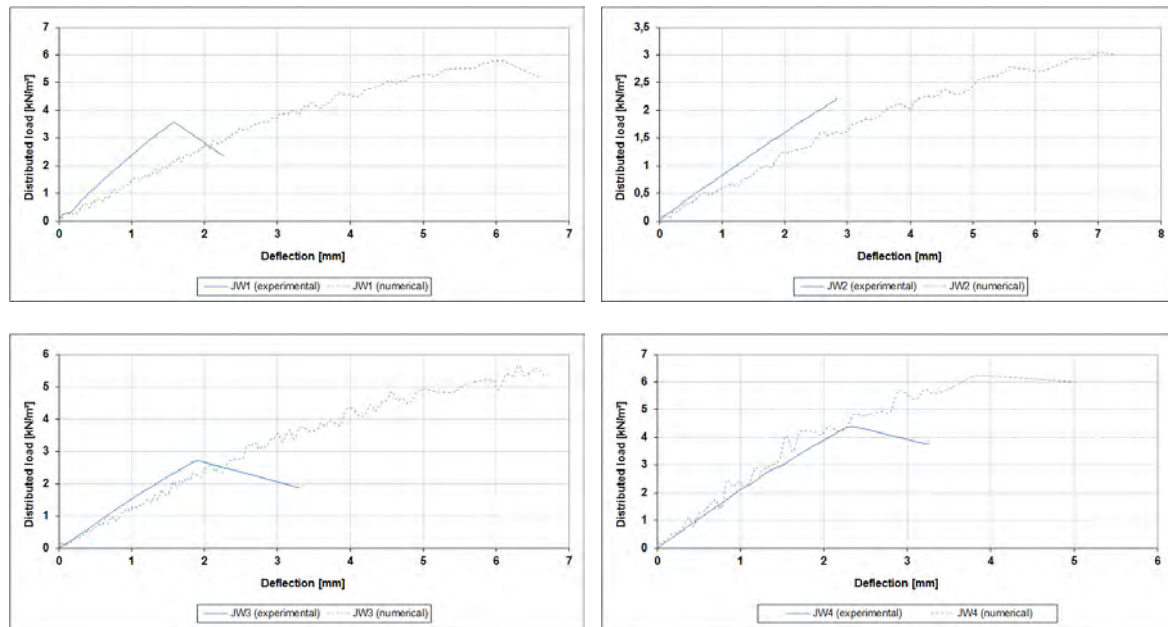 Distributed load [kN/m²]
7
6
5
4
3
2
1
0
0 1 2 3 4 5 6 7
Deflection [mm]
JW1 (experimental) JW1 (numerical)
Distributed load [kN/m²]
3,5
3
2,5
2
1,5
1
0,5
0
0 1 2 3 4 5 6 7 8
Deflection [mm]
JW2 (experimental) JW2 (numerical)
Distributed load [kN/m²]
6
5
4
3
2
1
0
0 1 2 3 4 5 6 7
Deflection [mm]
JW3 (experimental) JW3 (numerical)
Distributed load [kN/m²]
7
6
5
4
3
2
1
0
0 1 2 3 4 5 6
Deflection [mm]
JW4 (experimental) JW4 (numerical)